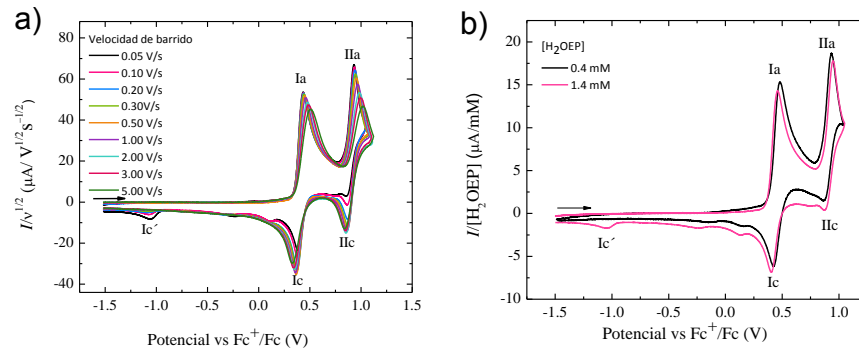 a)
I/v^1/2 (μA/ V^1/2 s^−1/2)
80
60
40
20
0
-20
-40
Velocidad de barrido
0.05 V/s
0.10 V/s
0.20 V/s
0.30V/s
0.50 V/s
1.00 V/s
2.00 V/s
3.00 V/s
5.00 V/s
Ia
IIa
Ic´
Ic
IIc
-1.5 -1.0 -0.5 0.0 0.5 1.0 1.5
Potencial vs Fc^+/Fc (V)
b)
I/[H_2OEP] (μA/mM)
20
15
10
5
0
-5
-10
[H_2OEP]
0.4 mM
1.4 mM
Ia
IIa
Ic´
Ic
IIc
-1.5 -1.0 -0.5 0.0 0.5 1.0
Potencial vs Fc^+/Fc (V)